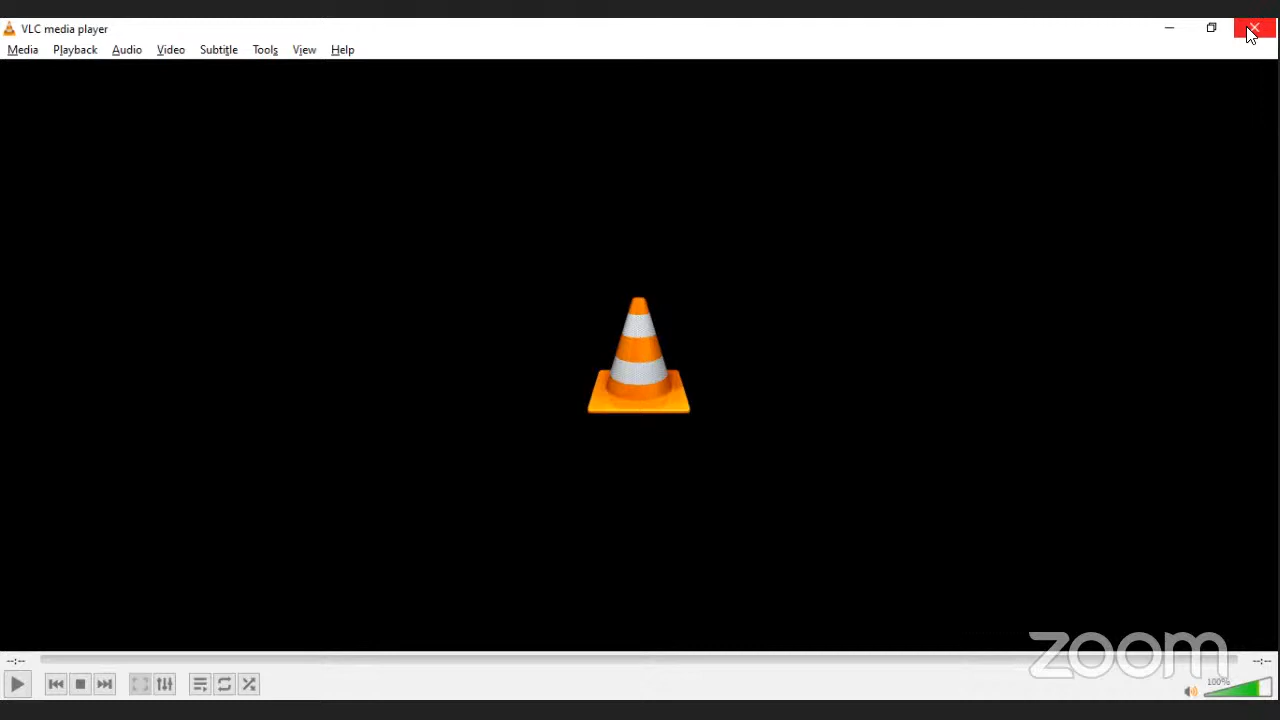 VLC media player
Media Playback Audio Video Subtitle Tools View Help
zoom
--:-- --:--
100%